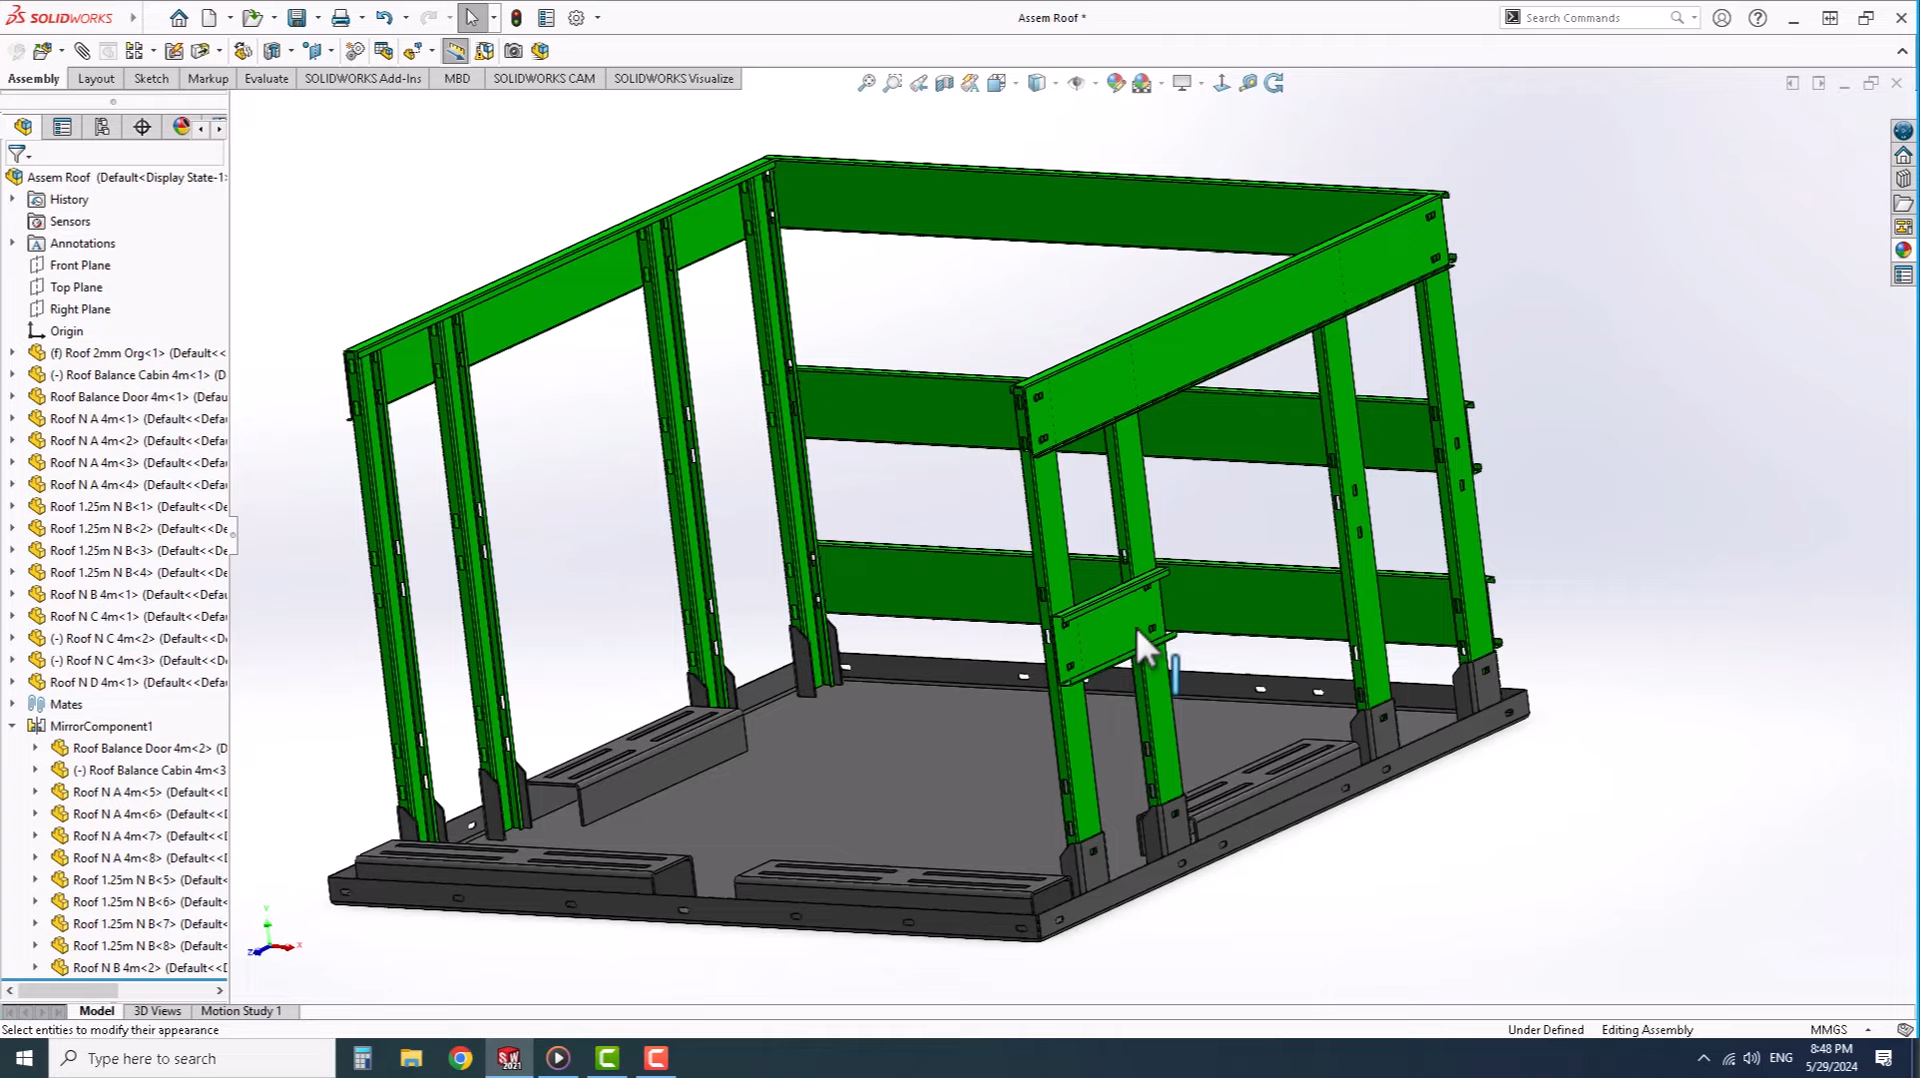 SOLIDWORKS
Assem Roof *
Search Commands
Assembly
Layout
Sketch
Markup
Evaluate
SOLIDWORKS Add-Ins
MBD
SOLIDWORKS CAM
SOLIDWORKS Visualize
Assem Roof (Default<Display State-1>
History
Sensors
Annotations
Front Plane
Top Plane
Right Plane
Origin
(f) Roof 2mm Org<1> (Default<<
(-) Roof Balance Cabin 4m<1> (D
Roof Balance Door 4m<1> (Default
Roof N A 4m<1> (Default<<Defau
Roof N A 4m<2> (Default<<Defau
Roof N A 4m<3> (Default<<Defau
Roof N A 4m<4> (Default<<Defau
Roof 1.25m N B<1> (Default<<De
Roof 1.25m N B<2> (Default<<De
Roof 1.25m N B<3> (Default<<De
Roof 1.25m N B<4> (Default<<De
Roof N B 4m<1> (Default<<Defau
Roof N C 4m<1> (Default<<Defau
(-) Roof N C 4m<2> (Default<<De
(-) Roof N C 4m<3> (Default<<De
Roof N D 4m<1> (Default<<Defau
Mates
MirrorComponent1
Roof Balance Door 4m<2> (D
(-) Roof Balance Cabin 4m<3
Roof N A 4m<5> (Default<<D
Roof N A 4m<6> (Default<<D
Roof N A 4m<7> (Default<<D
Roof N A 4m<8> (Default<<D
Roof 1.25m N B<5> (Default<
Roof 1.25m N B<6> (Default<
Roof 1.25m N B<7> (Default<
Roof 1.25m N B<8> (Default<
Roof N B 4m<2> (Default<<D
Y
X
Z
Model
3D Views
Motion Study 1
Select entities to modify their appearance
Under Defined
Editing Assembly
MMGS
Type here to search
SW
2021
ENG
8:48 PM
5/29/2024